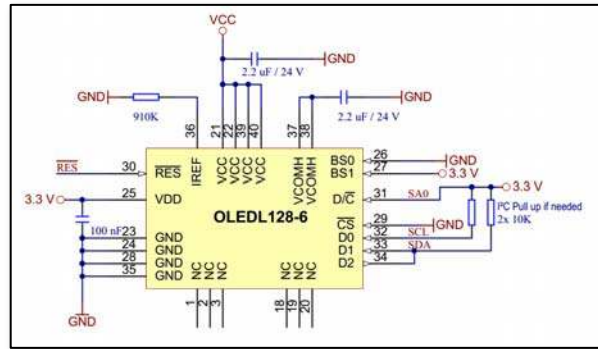 VCC
GND
2.2 uF / 24 V
GND
910K
2.2 uF / 24 V
GND
36
21
22
39
40
37
38
RES
30
RES
IREF
VCC
VCC
VCC
VCC
VCOMH
VCOMH
BS0
26
GND
BS1
27
3.3 V
3.3 V
25
VDD
D/C
31
SA0
3.3 V
OLEDL128-6
I²C Pull up if needed
2x 10K
100 nF
23
GND
24
GND
28
GND
35
GND
CS
29
GND
D0
32
SCL
D1
33
SDA
D2
34
NC
NC
NC
NC
NC
NC
1
2
3
18
19
20
GND